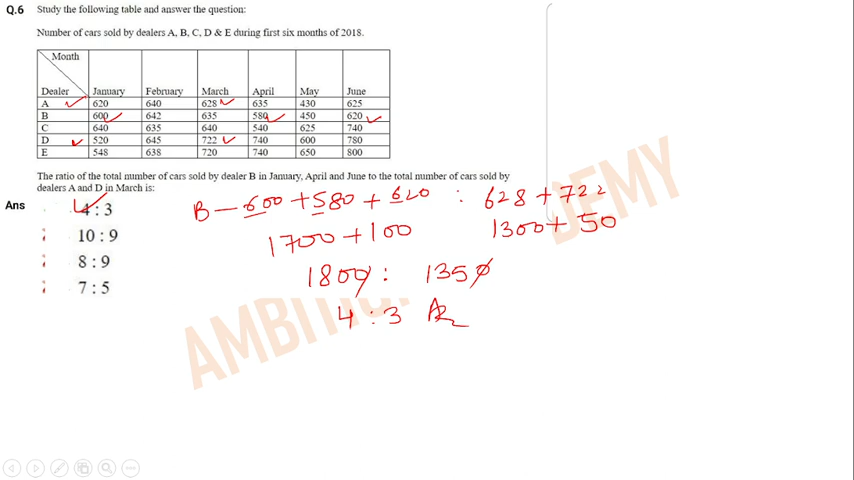 Q.6 Study the following table and answer the question:
Number of cars sold by dealers A, B, C, D & E during first six months of 2018.
Month
Dealer January February March April May June
A 620 640 628 635 430 625
B 600 642 635 580 450 620
C 640 635 640 540 625 740
D 520 645 722 740 600 780
E 548 638 720 740 650 800
The ratio of the total number of cars sold by dealer B in January, April and June to the total number of cars sold by
dealers A and D in March is:
Ans
4 : 3
10 : 9
8 : 9
7 : 5
B — 600 + 580 + 620 : 628 + 722
1700 + 100 1300 + 50
1800 : 1350
4 : 3